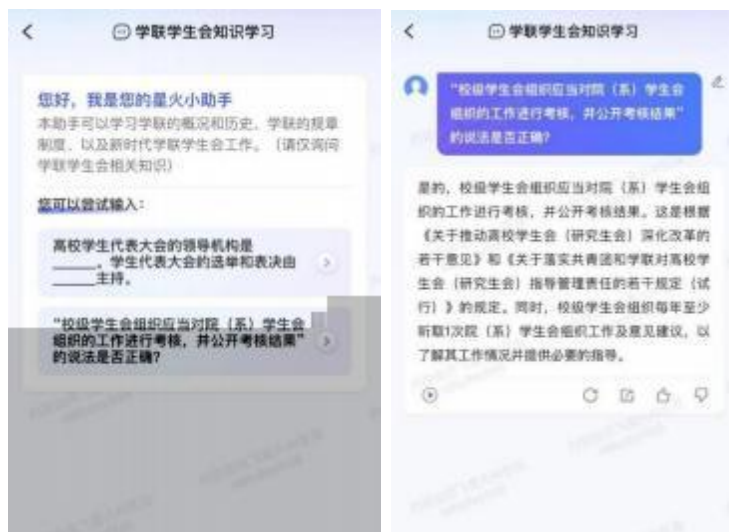 学联学生会知识学习
您好，我是您的星火小助手
本助手可以学习学联的概况和历史、学联的规章
制度、以及新时代学联学生会工作。（请仅询问
学联学生会相关知识）
您可以尝试输入：
高校学生代表大会的领导机构是
______，学生代表大会的选举和表决由
______主持。
“校级学生会组织应当对院（系）学生会
组织的工作进行考核，并公开考核结果”
的说法是否正确？
学联学生会知识学习
“校级学生会组织应当对院（系）学生会
组织的工作进行考核，并公开考核结果”
的说法是否正确？
是的，校级学生会组织应当对院（系）学生会组
织的工作进行考核，并公开考核结果。这是根据
《关于推动高校学生会（研究生会）深化改革的
若干意见》和《关于落实共青团和学联对高校学
生会（研究生会）指导管理责任的若干规定（试
行）》的规定。同时，校级学生会组织每年至少
听取1次院（系）学生会组织工作及意见建议，以
了解其工作情况并提供必要的指导。